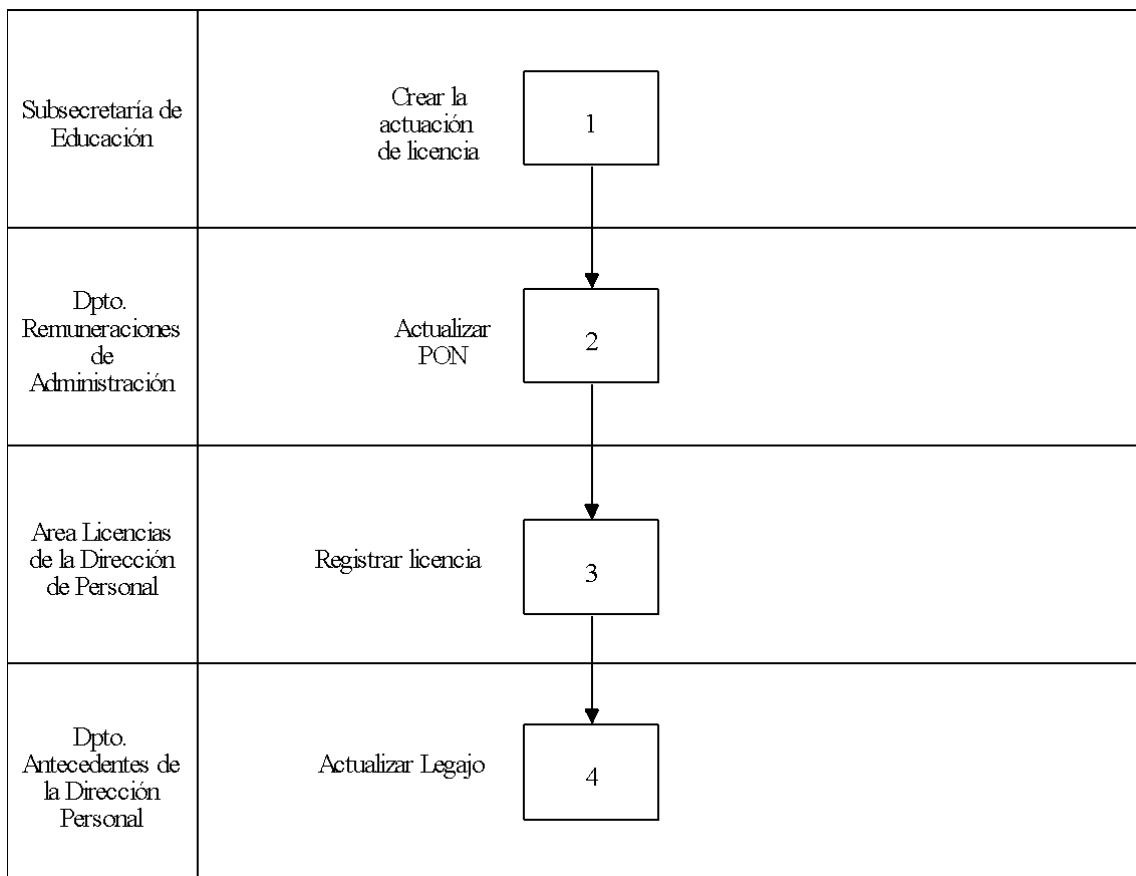 Subsecretaría de
Educación
Crear la
actuación
de licencia
1
Dpto.
Remuneraciones
de
Administración
Actualizar
PON
2
Area Licencias
de la Dirección
de Personal
Registrar licencia
3
Dpto.
Antecedentes de
la Dirección
Personal
Actualizar Legajo
4